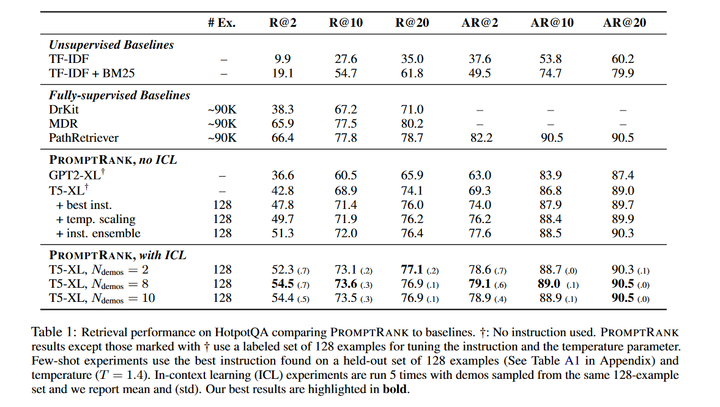 # Ex. R@2 R@10 R@20 AR@2 AR@10 AR@20
Unsupervised Baselines
TF-IDF – 9.9 27.6 35.0 37.6 53.8 60.2
TF-IDF + BM25 – 19.1 54.7 61.8 49.5 74.7 79.9
Fully-supervised Baselines
DrKit ~90K 38.3 67.2 71.0 – – –
MDR ~90K 65.9 77.5 80.2 – – –
PathRetriever ~90K 66.4 77.8 78.7 82.2 90.5 90.5
PROMPTRANK, no ICL
GPT2-XL† – 36.6 60.5 65.9 63.0 83.9 87.4
T5-XL† – 42.8 68.9 74.1 69.3 86.8 89.0
+ best inst. 128 47.8 71.4 76.0 74.0 87.9 89.7
+ temp. scaling 128 49.7 71.9 76.2 76.2 88.4 89.9
+ inst. ensemble 128 51.3 72.0 76.4 77.6 88.5 90.3
PROMPTRANK, with ICL
T5-XL, Ndemos = 2 128 52.3 (.7) 73.1 (.2) 77.1 (.2) 78.6 (.7) 88.7 (.0) 90.3 (.1)
T5-XL, Ndemos = 8 128 54.5 (.7) 73.6 (.3) 76.9 (.1) 79.1 (.6) 89.0 (.1) 90.5 (.0)
T5-XL, Ndemos = 10 128 54.4 (.5) 73.5 (.3) 76.9 (.1) 78.9 (.4) 88.9 (.1) 90.5 (.0)
Table 1: Retrieval performance on HotpotQA comparing PROMPTRANK to baselines. †: No instruction used. PROMPTRANK
results except those marked with † use a labeled set of 128 examples for tuning the instruction and the temperature parameter.
Few-shot experiments use the best instruction found on a held-out set of 128 examples (See Table A1 in Appendix) and
temperature (T = 1.4). In-context learning (ICL) experiments are run 5 times with demos sampled from the same 128-example
set and we report mean and (std). Our best results are highlighted in bold.